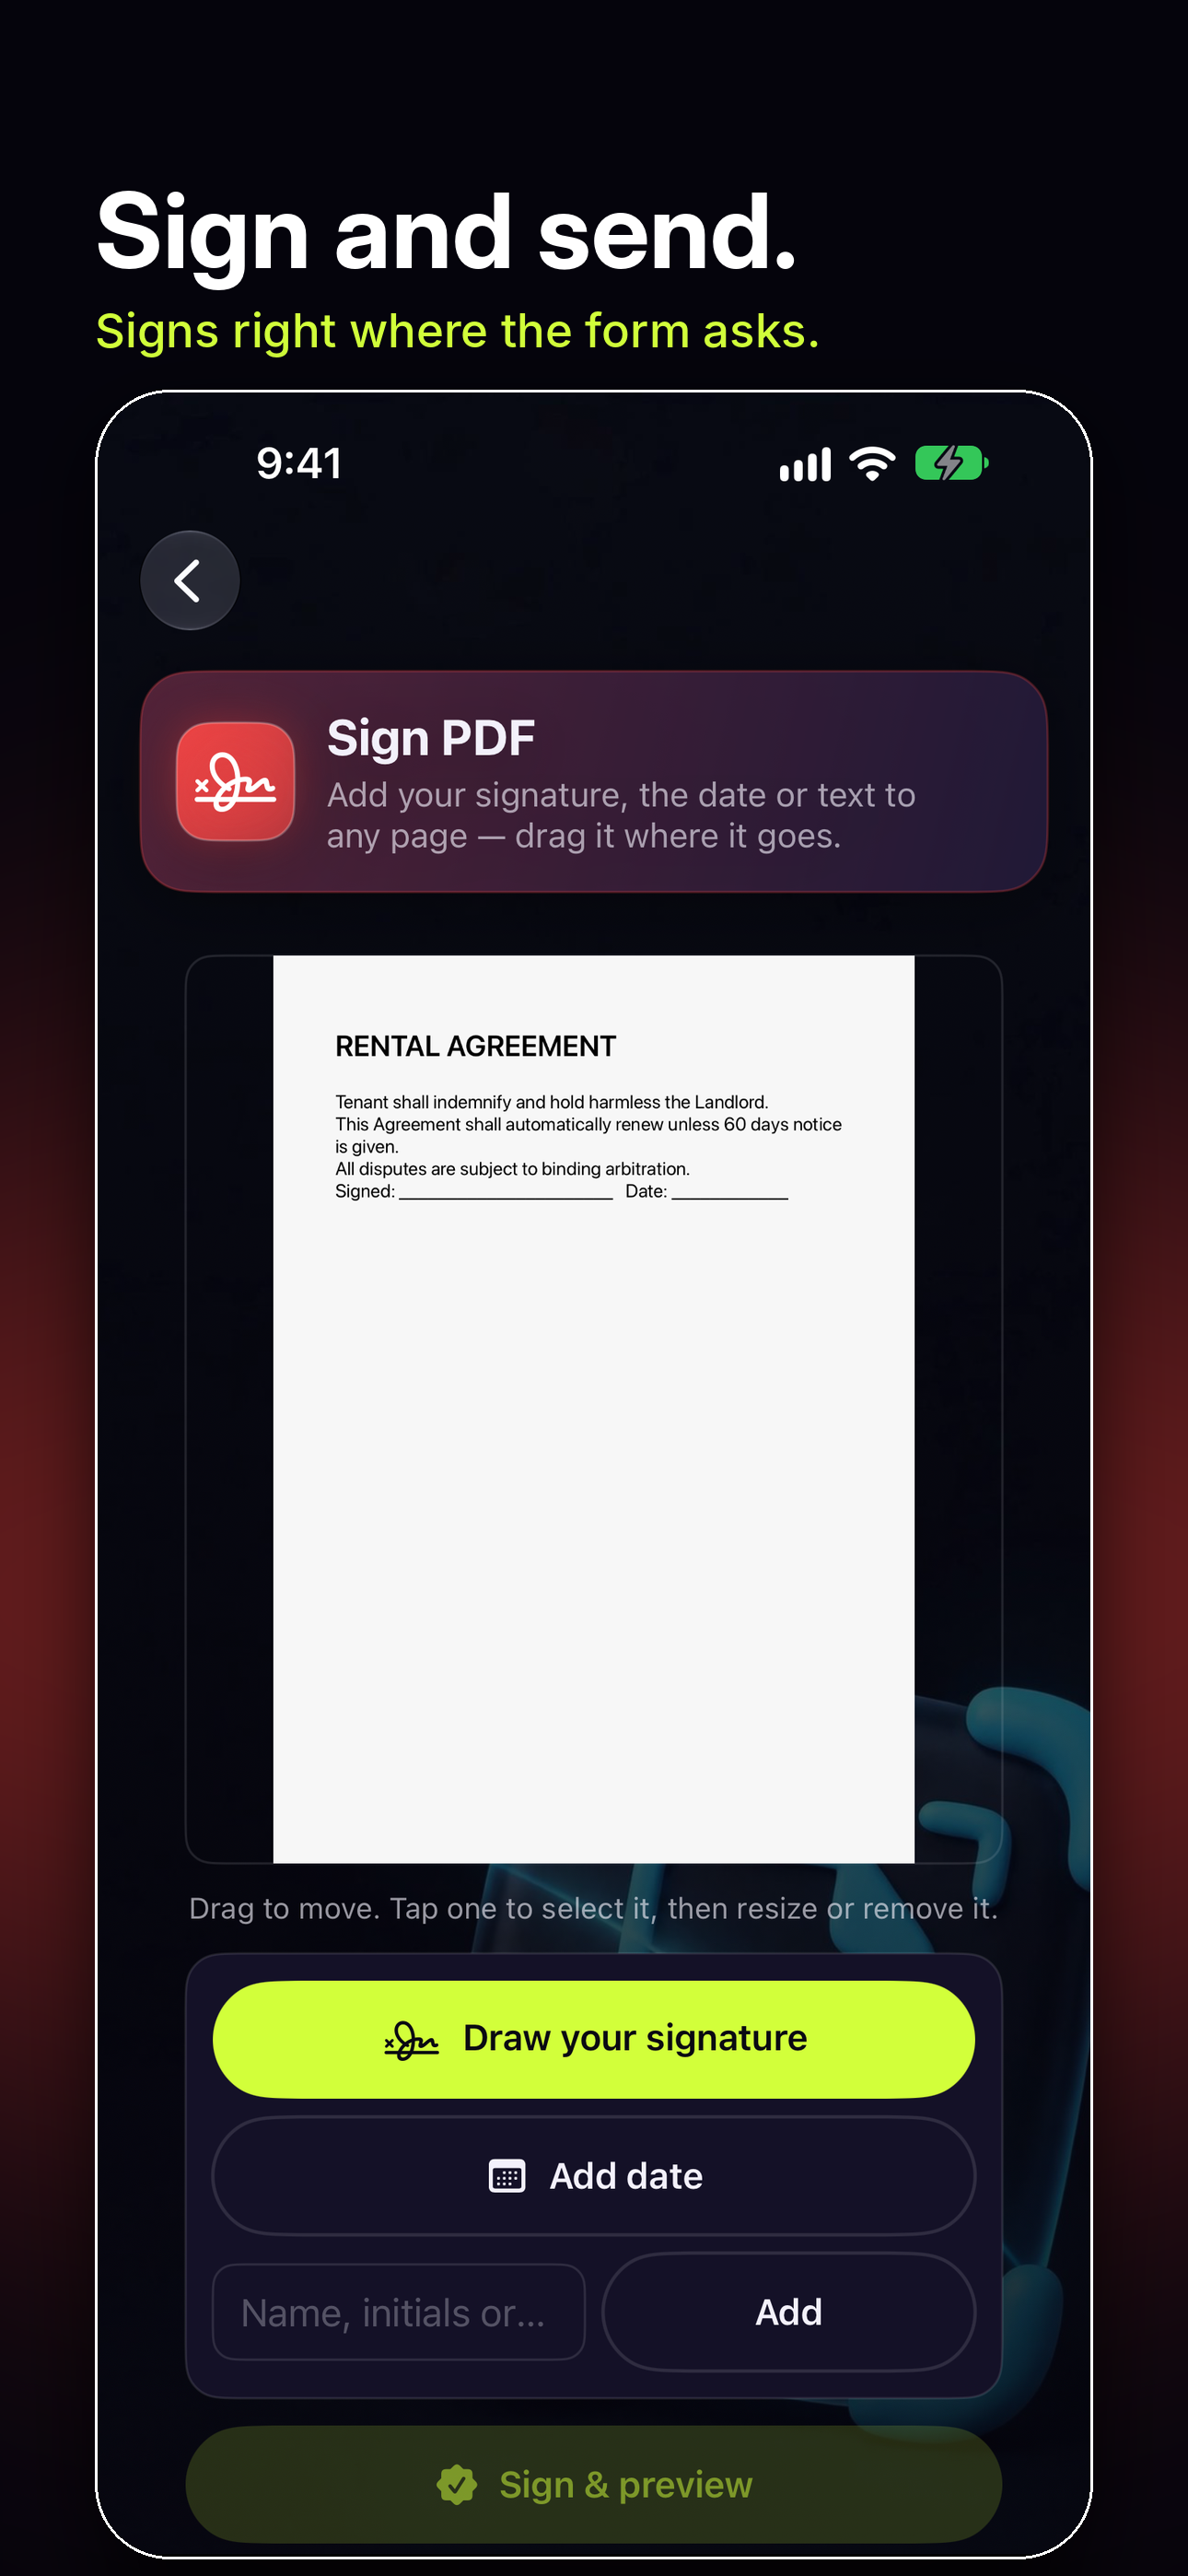 Sign and send.
Signs right where the form asks.
9:41
Sign PDF
Add your signature, the date or text to
any page — drag it where it goes.
RENTAL AGREEMENT
Tenant shall indemnify and hold harmless the Landlord.
This Agreement shall automatically renew unless 60 days notice
is given.
All disputes are subject to binding arbitration.
Signed: ______________________ Date: ____________
Drag to move. Tap one to select it, then resize or remove it.
Draw your signature
Add date
Name, initials or...
Add
Sign & preview